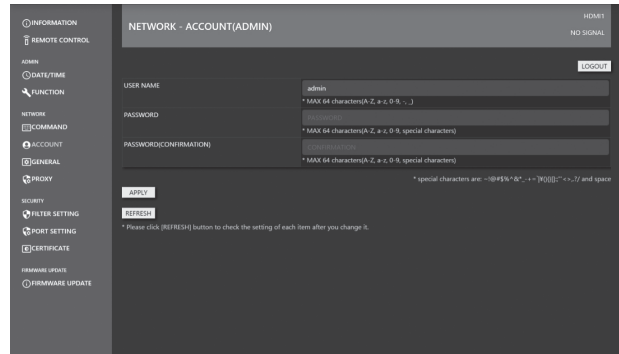 INFORMATION
REMOTE CONTROL
ADMIN
DATE/TIME
FUNCTION
NETWORK
COMMAND
ACCOUNT
GENERAL
PROXY
SECURITY
FILTER SETTING
PORT SETTING
CERTIFICATE
FIRMWARE UPDATE
FIRMWARE UPDATE
NETWORK - ACCOUNT(ADMIN)
HDMI1
NO SIGNAL
LOGOUT
USER NAME
admin
* MAX 64 characters(A-Z, a-z, 0-9, -, _)
PASSWORD
PASSWORD
* MAX 64 characters(A-Z, a-z, 0-9, special characters)
PASSWORD(CONFIRMATION)
CONFIRMATION
* MAX 64 characters(A-Z, a-z, 0-9, special characters)
* special characters are: ~!@#$%^&*_-+=`|¥(){}[]:;"'<>,.?/ and space
APPLY
REFRESH
* Please click [REFRESH] button to check the setting of each item after you change it.